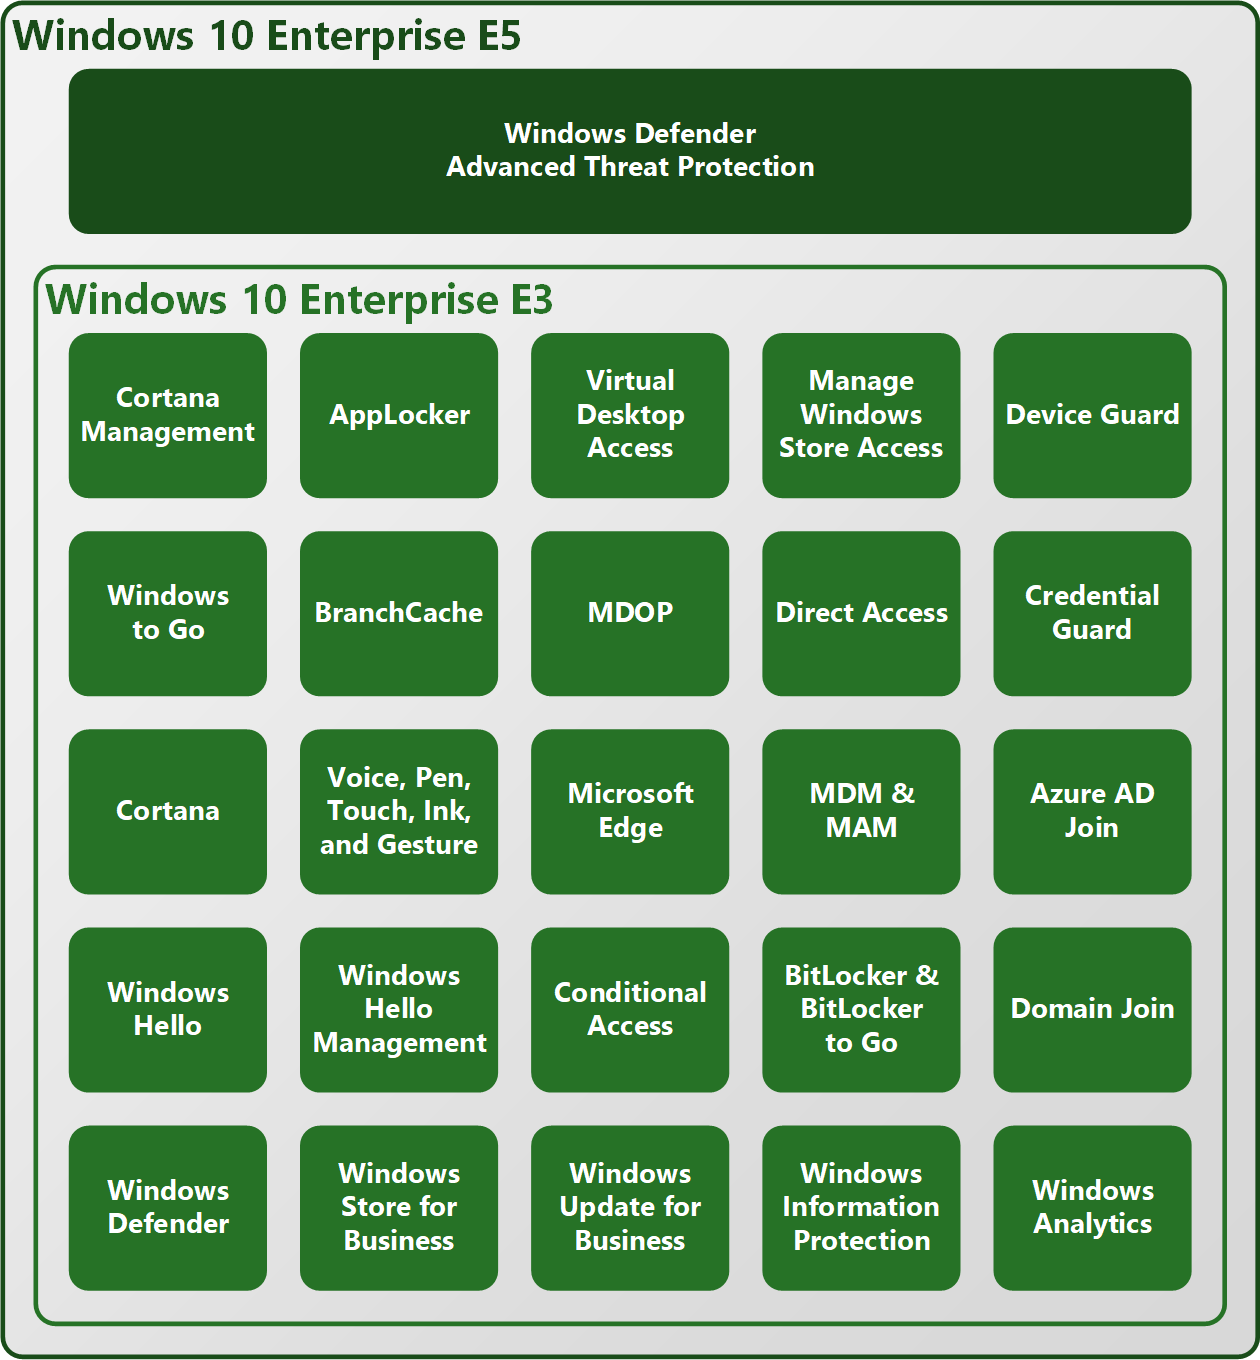 Windows 10 Enterprise E5
Windows Defender
Advanced Threat Protection
Windows 10 Enterprise E3
Cortana
Management
AppLocker
Virtual
Desktop
Access
Manage
Windows
Store Access
Device Guard
Windows
to Go
BranchCache
MDOP
Direct Access
Credential
Guard
Cortana
Voice, Pen,
Touch, Ink,
and Gesture
Microsoft
Edge
MDM &
MAM
Azure AD
Join
Windows
Hello
Windows
Hello
Management
Conditional
Access
BitLocker &
BitLocker
to Go
Domain Join
Windows
Defender
Windows
Store for
Business
Windows
Update for
Business
Windows
Information
Protection
Windows
Analytics